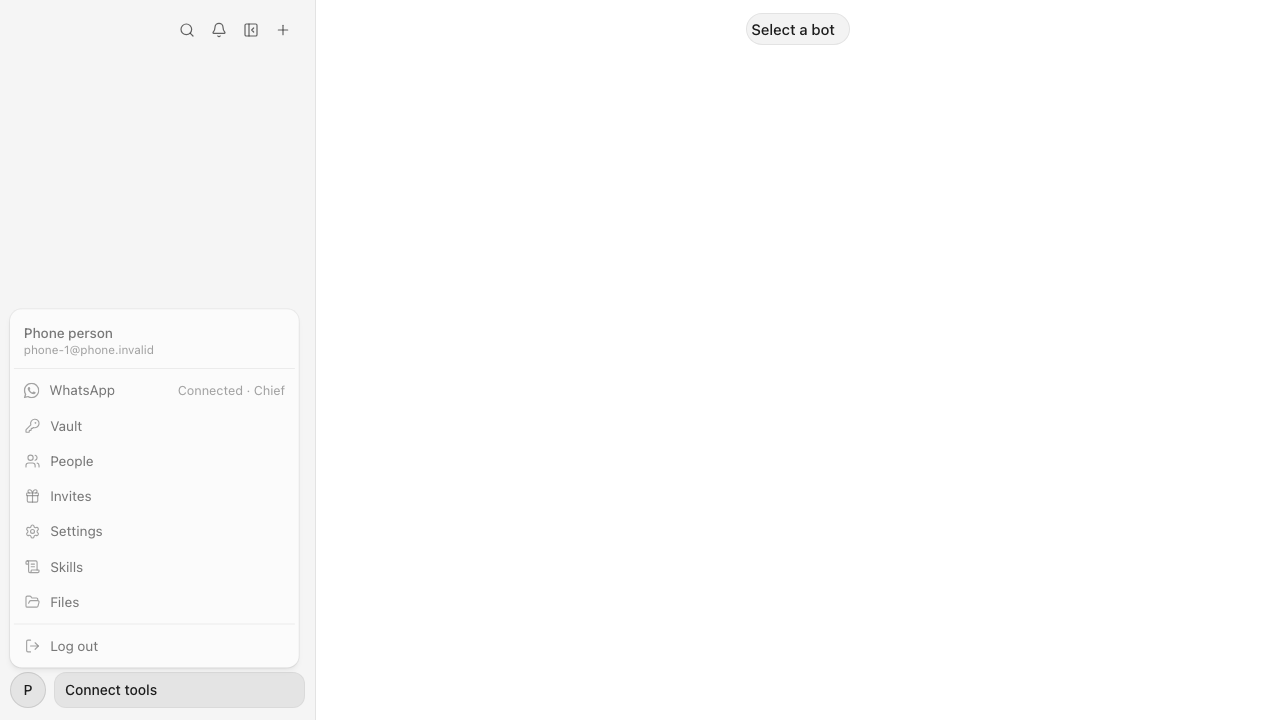 Select a bot
Phone person
phone-1@phone.invalid
WhatsApp Connected · Chief
Vault
People
Invites
Settings
Skills
Files
Log out
P Connect tools